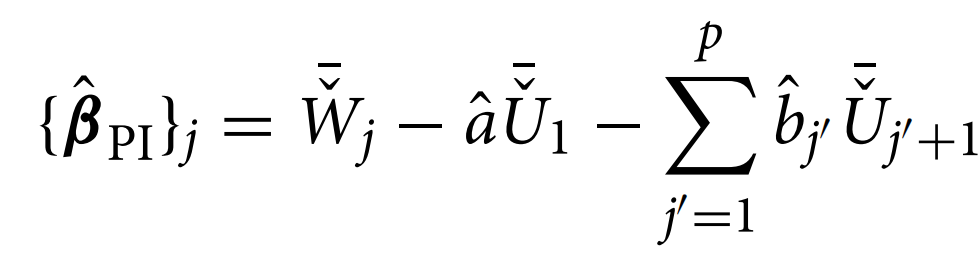 \{\hat{\boldsymbol{\beta}}_{\mathrm{PI}}\}_j = \bar{\check{W}}_j - \hat{a}\bar{\check{U}}_1 - \sum_{j'=1}^{p} \hat{b}_{j'} \bar{\check{U}}_{j'+1}